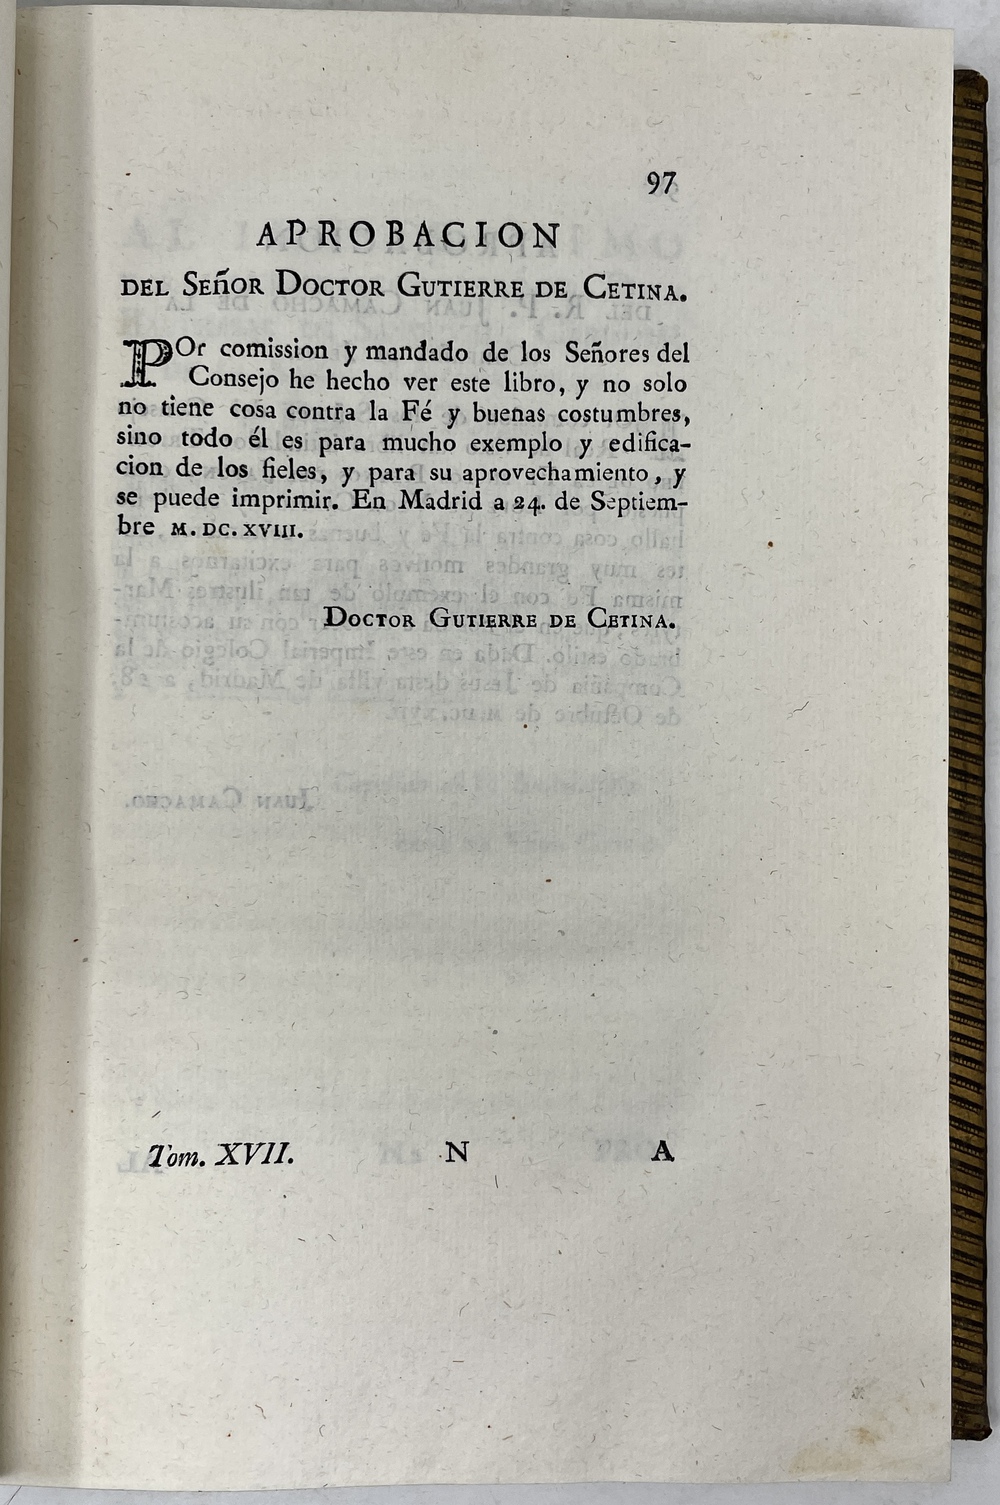 97
APROBACION
DEL SEñOR DOCTOR GUTIERRE DE CETINA.
POr comission y mandado de los Señores del
Consejo he hecho ver este libro, y no solo
no tiene cosa contra la Fé y buenas costumbres,
sino todo él es para mucho exemplo y edifica-
cion de los fieles, y para su aprovechamiento, y
se puede imprimir. En Madrid a 24. de Septiem-
bre M. DC. XVIII.
DOCTOR GUTIERRE DE CETINA.
Tom. XVII. N A